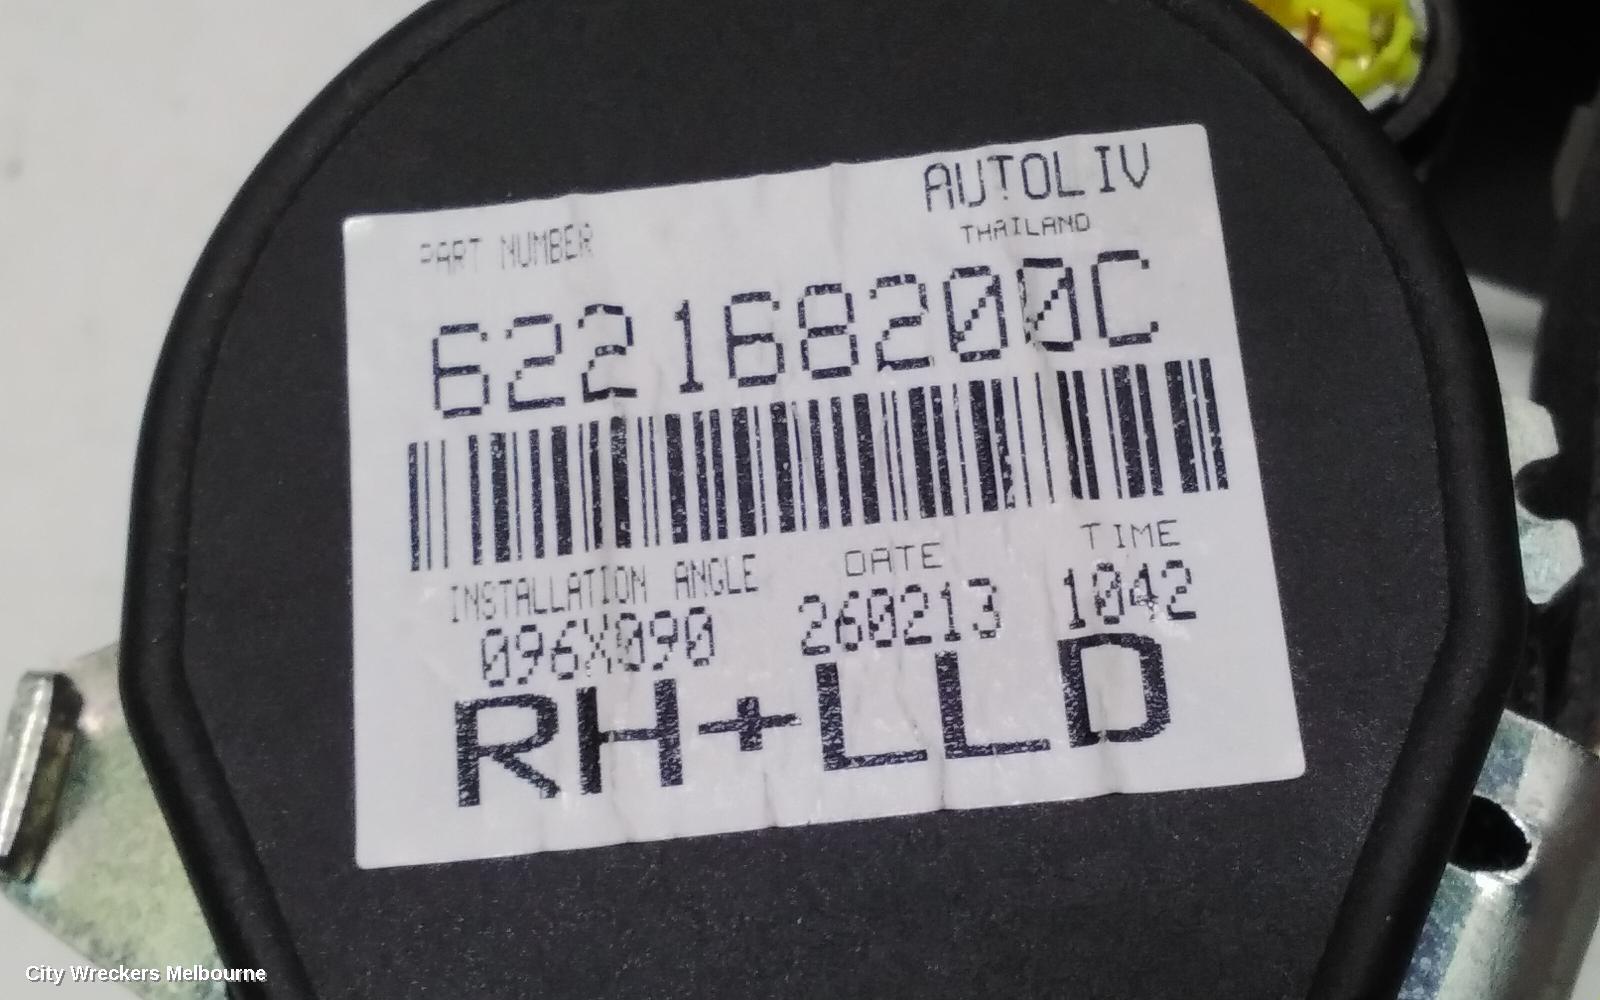 AUTOLIV
PART NUMBER
THAILAND
622168200C
INSTALLATION ANGLE DATE TIME
096X090 260213 1042
RH+LLD
City Wreckers Melbourne